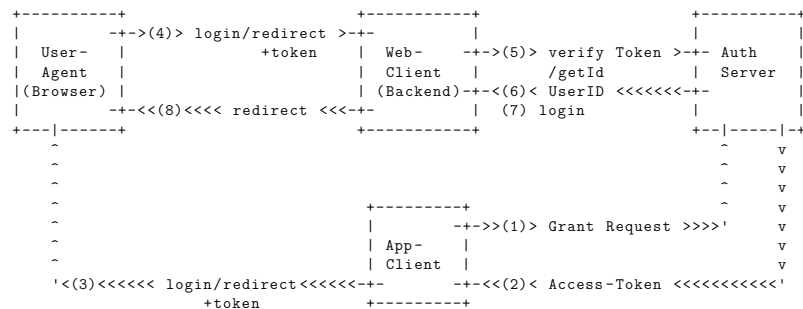 -+->(4)> login/redirect >-+-
User- +token Web- -+->(5)> verify Token >-+- Auth
Agent Client /getId Server
(Browser) (Backend)-+-<(6)< UserID <<<<<<<-+-
-+-<<(8)<<<< redirect <<<-+- (7) login
-+->>(1)> Grant Request >>>>'
App-
Client
'<(3)<<<<<< login/redirect<<<<<<-+- -+-<<(2)< Access-Token <<<<<<<<<<<'
+token